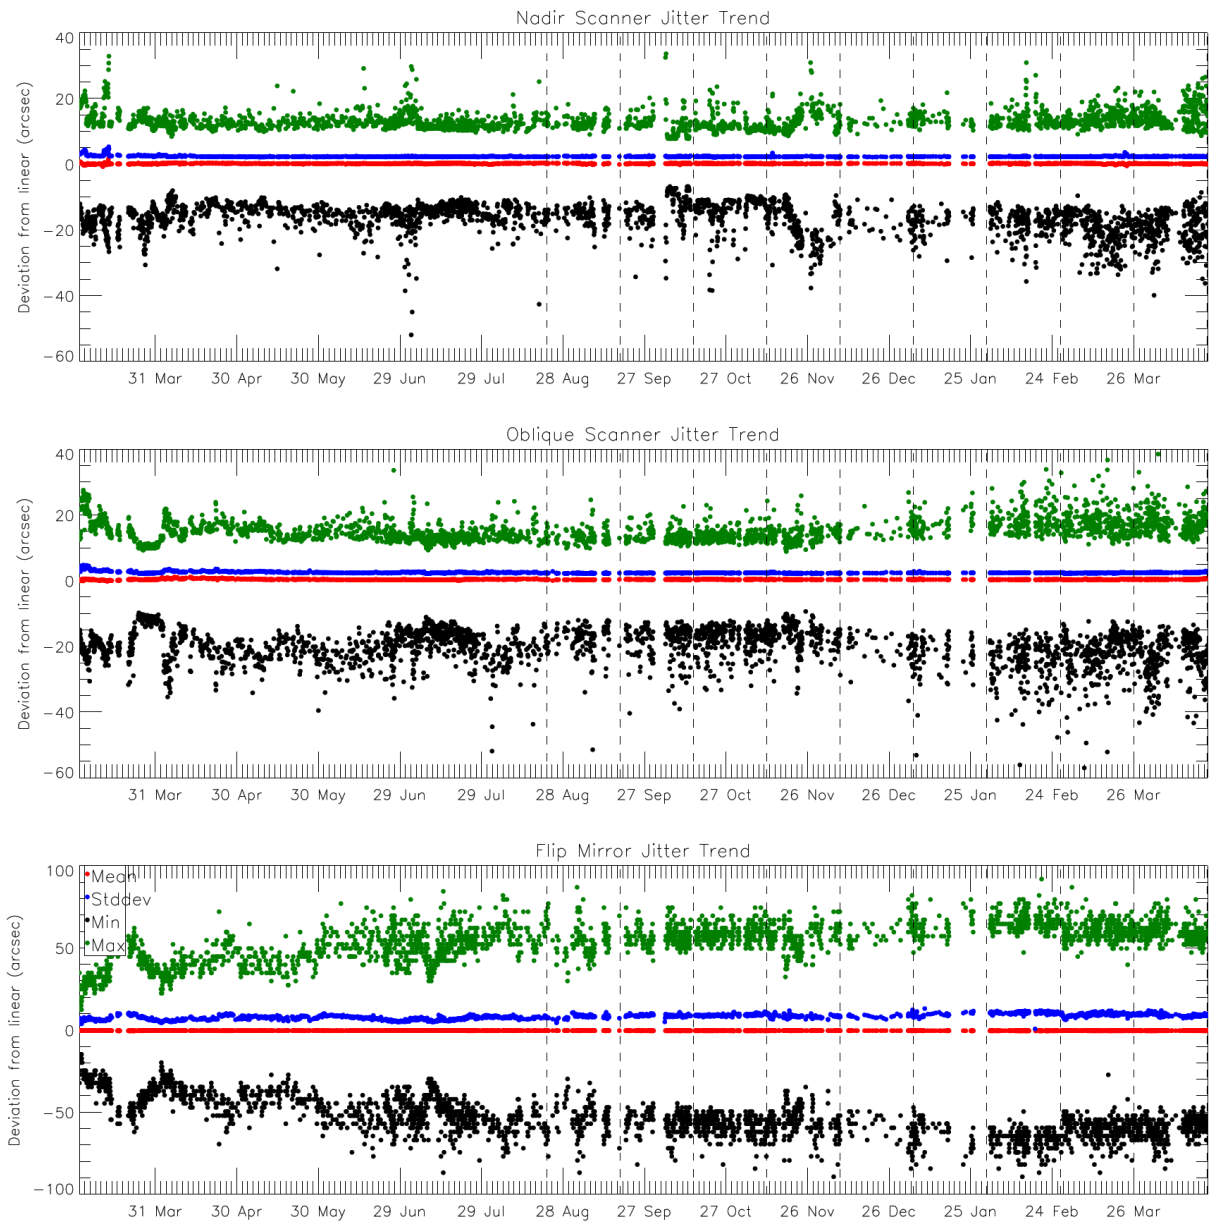 Nadir Scanner Jitter Trend
Deviation from linear (arcsec)
40
20
0
−20
−40
−60
31 Mar 30 Apr 30 May 29 Jun 29 Jul 28 Aug 27 Sep 27 Oct 26 Nov 26 Dec 25 Jan 24 Feb 26 Mar
Oblique Scanner Jitter Trend
Deviation from linear (arcsec)
40
20
0
−20
−40
−60
31 Mar 30 Apr 30 May 29 Jun 29 Jul 28 Aug 27 Sep 27 Oct 26 Nov 26 Dec 25 Jan 24 Feb 26 Mar
Flip Mirror Jitter Trend
Deviation from linear (arcsec)
100
50
0
−50
−100
Mean
Stddev
Min
Max
31 Mar 30 Apr 30 May 29 Jun 29 Jul 28 Aug 27 Sep 27 Oct 26 Nov 26 Dec 25 Jan 24 Feb 26 Mar